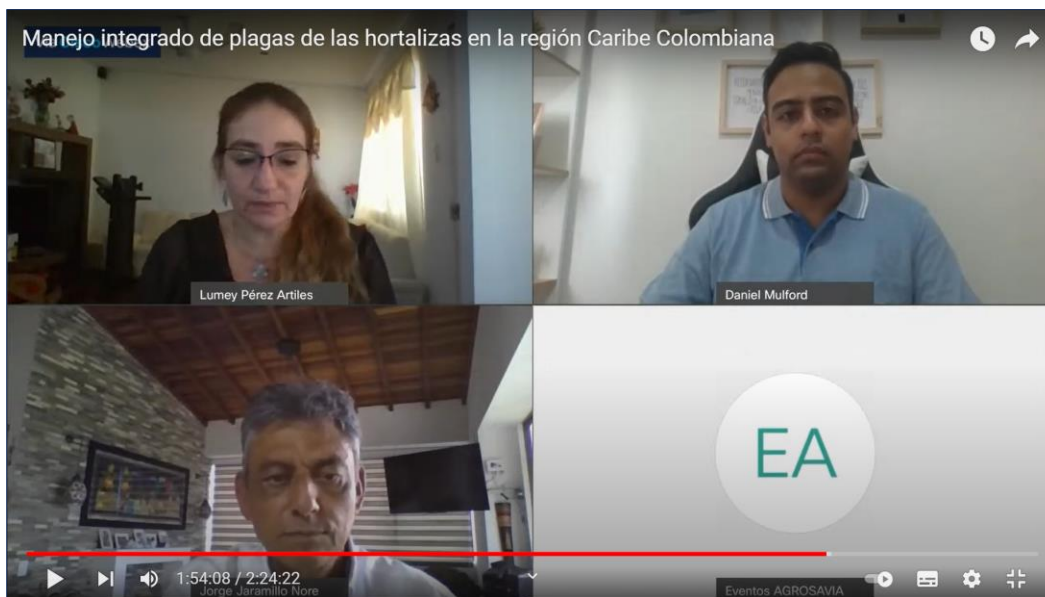 Manejo integrado de plagas de las hortalizas en la región Caribe Colombiana
Lumey Pérez Artiles
Daniel Mulford
EA
1:54:08 / 2:24:22
Jorge Jaramillo Nore
Eventos AGROSAVIA